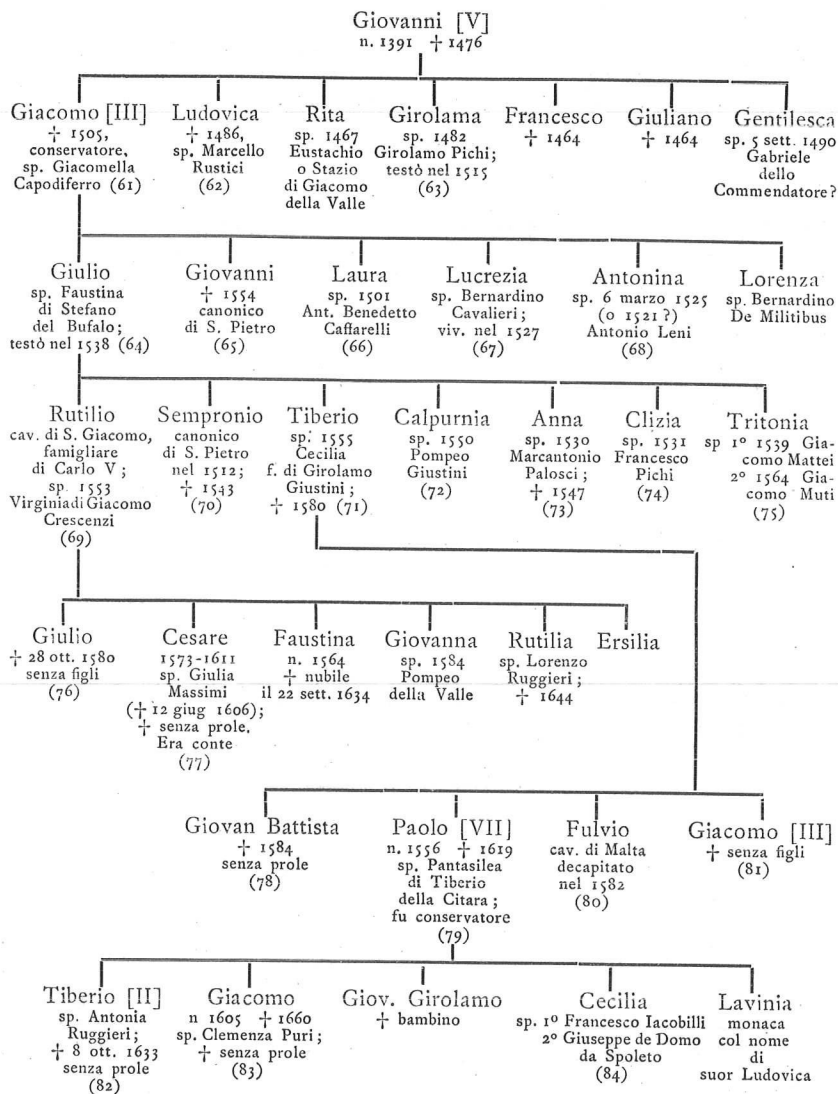 Giovanni [V]
n. 1391 † 1476
Giacomo [III]
† 1505,
conservatore,
sp. Giacomella
Capodiferro (61)
Ludovica
† 1486,
sp. Marcello
Rustici
(62)
Rita
sp. 1467
Eustachio
o Stazio
di Giacomo
della Valle
Girolama
sp. 1482
Girolamo Pichi;
testò nel 1515
(63)
Francesco
† 1464
Giuliano
† 1464
Gentilesca
sp. 5 sett. 1490
Gabriele
dello
Commendatore?
Giulio
sp. Faustina
di Stefano
del Bufalo;
testò nel 1538 (64)
Giovanni
† 1554
canonico
di S. Pietro
(65)
Laura
sp. 1501
Ant. Benedetto
Caffarelli
(66)
Lucrezia
sp. Bernardino
Cavalieri;
viv. nel 1527
(67)
Antonina
sp. 6 marzo 1525
(o 1521?)
Antonio Leni
(68)
Lorenza
sp. Bernardino
De Militibus
Rutilio
cav. di S. Giacomo,
famigliare
di Carlo V;
sp. 1553
Virginia di Giacomo
Crescenzi
(69)
Sempronio
canonico
di S. Pietro
nel 1512;
† 1543
(70)
Tiberio
sp. 1555
Cecilia
f. di Girolamo
Giustini;
† 1580 (71)
Calpurnia
sp. 1550
Pompeo
Giustini
(72)
Anna
sp. 1530
Marcantonio
Palosci;
† 1547
(73)
Clizia
sp. 1531
Francesco
Pichi
(74)
Tritonia
sp 1º 1539 Gia-
como Mattei
2º 1564 Gia-
como Muti
(75)
Giulio
† 28 ott. 1580
senza figli
(76)
Cesare
1573-1611
sp. Giulia
Massimi
(† 12 giug 1606);
† senza prole.
Era conte
(77)
Faustina
n. 1564
† nubile
il 22 sett. 1634
Giovanna
sp. 1584
Pompeo
della Valle
Rutilia
sp. Lorenzo
Ruggieri;
† 1644
Ersilia
Giovan Battista
† 1584
senza prole
(78)
Paolo [VII]
n. 1556 † 1619
sp. Pantasilea
di Tiberio
della Citara;
fu conservatore
(79)
Fulvio
cav. di Malta
decapitato
nel 1582
(80)
Giacomo [III]
† senza figli
(81)
Tiberio [II]
sp. Antonia
Ruggieri;
† 8 ott. 1633
senza prole
(82)
Giacomo
n 1605 † 1660
sp. Clemenza Puri;
† senza prole
(83)
Giov. Girolamo
† bambino
Cecilia
sp. 1º Francesco Iacobilli
2º Giuseppe de Domo
da Spoleto
(84)
Lavinia
monaca
col nome
di
suor Ludovica